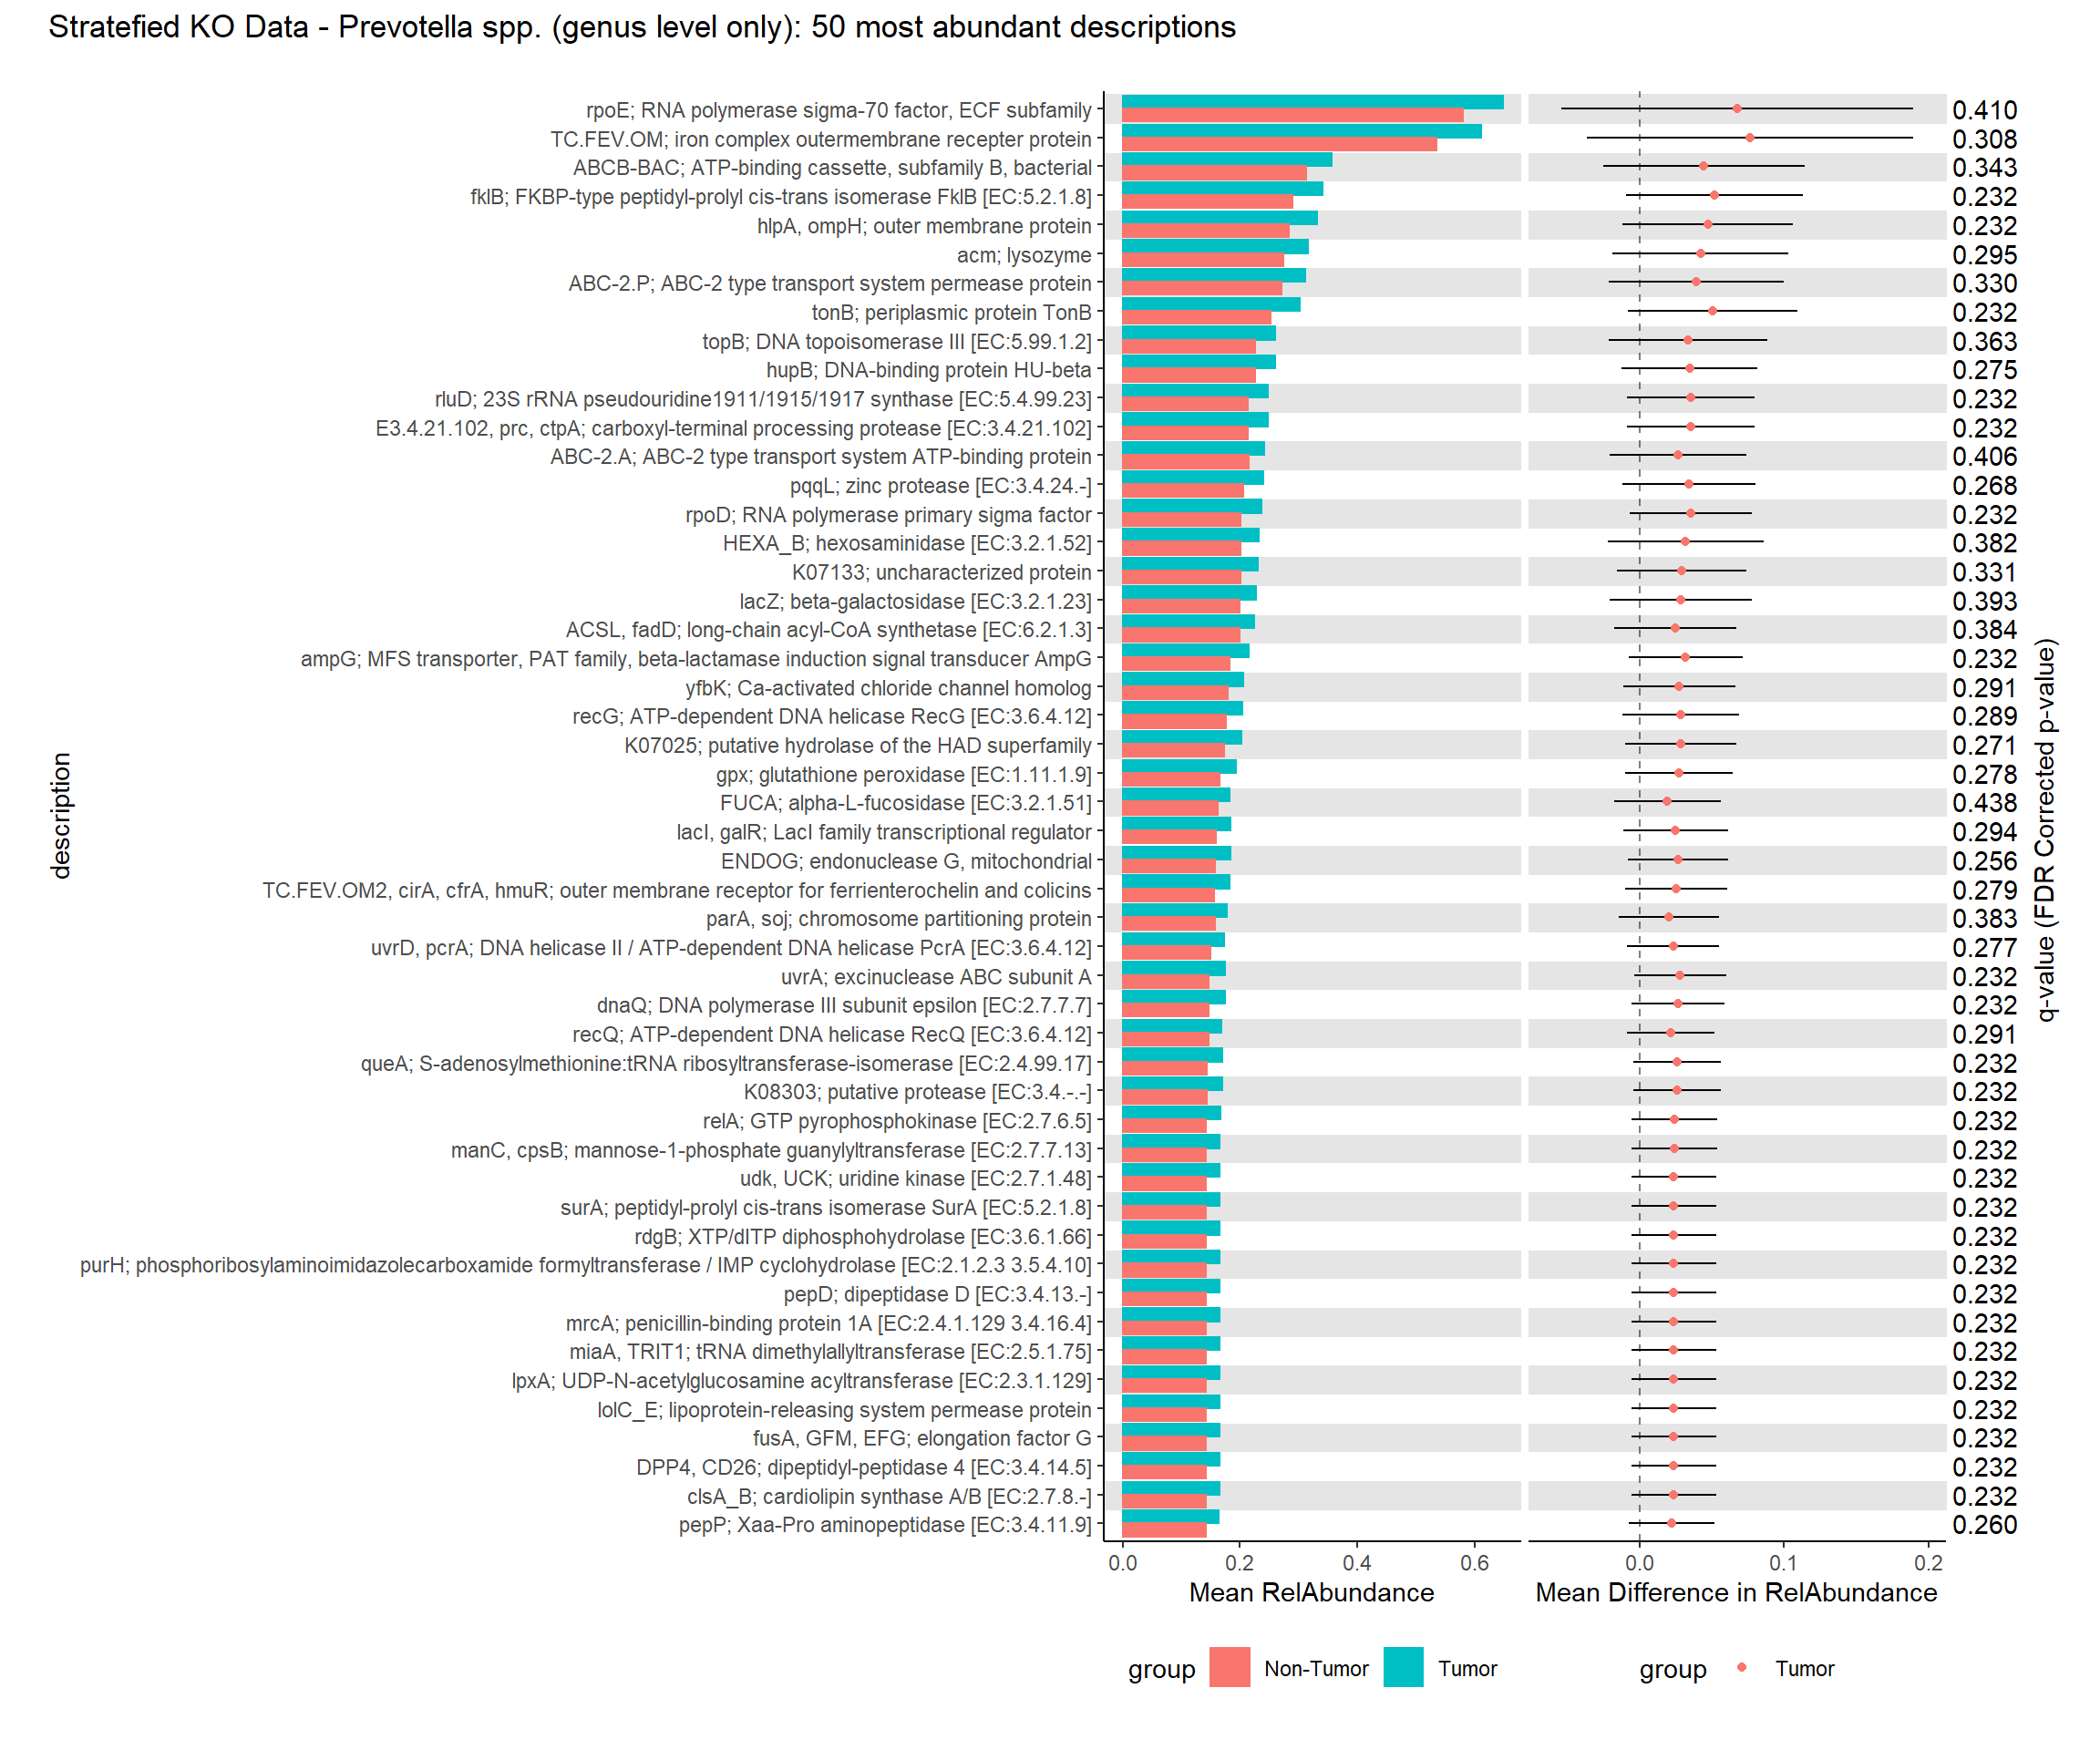 Stratefied KO Data - Prevotella spp. (genus level only): 50 most abundant descriptions
rpoE; RNA polymerase sigma-70 factor, ECF subfamily 0.410
TC.FEV.OM; iron complex outermembrane recepter protein 0.308
ABCB-BAC; ATP-binding cassette, subfamily B, bacterial 0.343
fklB; FKBP-type peptidyl-prolyl cis-trans isomerase FklB [EC:5.2.1.8] 0.232
hlpA, ompH; outer membrane protein 0.232
acm; lysozyme 0.295
ABC-2.P; ABC-2 type transport system permease protein 0.330
tonB; periplasmic protein TonB 0.232
topB; DNA topoisomerase III [EC:5.99.1.2] 0.363
hupB; DNA-binding protein HU-beta 0.275
rluD; 23S rRNA pseudouridine1911/1915/1917 synthase [EC:5.4.99.23] 0.232
E3.4.21.102, prc, ctpA; carboxyl-terminal processing protease [EC:3.4.21.102] 0.232
ABC-2.A; ABC-2 type transport system ATP-binding protein 0.406
pqqL; zinc protease [EC:3.4.24.-] 0.268
rpoD; RNA polymerase primary sigma factor 0.232
HEXA_B; hexosaminidase [EC:3.2.1.52] 0.382
K07133; uncharacterized protein 0.331
lacZ; beta-galactosidase [EC:3.2.1.23] 0.393
ACSL, fadD; long-chain acyl-CoA synthetase [EC:6.2.1.3] 0.384
ampG; MFS transporter, PAT family, beta-lactamase induction signal transducer AmpG 0.232
yfbK; Ca-activated chloride channel homolog 0.291
recG; ATP-dependent DNA helicase RecG [EC:3.6.4.12] 0.289
K07025; putative hydrolase of the HAD superfamily 0.271
gpx; glutathione peroxidase [EC:1.11.1.9] 0.278
FUCA; alpha-L-fucosidase [EC:3.2.1.51] 0.438
lacI, galR; LacI family transcriptional regulator 0.294
ENDOG; endonuclease G, mitochondrial 0.256
TC.FEV.OM2, cirA, cfrA, hmuR; outer membrane receptor for ferrienterochelin and colicins 0.279
parA, soj; chromosome partitioning protein 0.383
uvrD, pcrA; DNA helicase II / ATP-dependent DNA helicase PcrA [EC:3.6.4.12] 0.277
uvrA; excinuclease ABC subunit A 0.232
dnaQ; DNA polymerase III subunit epsilon [EC:2.7.7.7] 0.232
recQ; ATP-dependent DNA helicase RecQ [EC:3.6.4.12] 0.291
queA; S-adenosylmethionine:tRNA ribosyltransferase-isomerase [EC:2.4.99.17] 0.232
K08303; putative protease [EC:3.4.-.-] 0.232
relA; GTP pyrophosphokinase [EC:2.7.6.5] 0.232
manC, cpsB; mannose-1-phosphate guanylyltransferase [EC:2.7.7.13] 0.232
udk, UCK; uridine kinase [EC:2.7.1.48] 0.232
surA; peptidyl-prolyl cis-trans isomerase SurA [EC:5.2.1.8] 0.232
rdgB; XTP/dITP diphosphohydrolase [EC:3.6.1.66] 0.232
purH; phosphoribosylaminoimidazolecarboxamide formyltransferase / IMP cyclohydrolase [EC:2.1.2.3 3.5.4.10] 0.232
pepD; dipeptidase D [EC:3.4.13.-] 0.232
mrcA; penicillin-binding protein 1A [EC:2.4.1.129 3.4.16.4] 0.232
miaA, TRIT1; tRNA dimethylallyltransferase [EC:2.5.1.75] 0.232
lpxA; UDP-N-acetylglucosamine acyltransferase [EC:2.3.1.129] 0.232
lolC_E; lipoprotein-releasing system permease protein 0.232
fusA, GFM, EFG; elongation factor G 0.232
DPP4, CD26; dipeptidyl-peptidase 4 [EC:3.4.14.5] 0.232
clsA_B; cardiolipin synthase A/B [EC:2.7.8.-] 0.232
pepP; Xaa-Pro aminopeptidase [EC:3.4.11.9] 0.260
description
q-value (FDR Corrected p-value)
0.0 0.2 0.4 0.6 0.0 0.1 0.2
Mean RelAbundance Mean Difference in RelAbundance
group Non-Tumor Tumor group Tumor